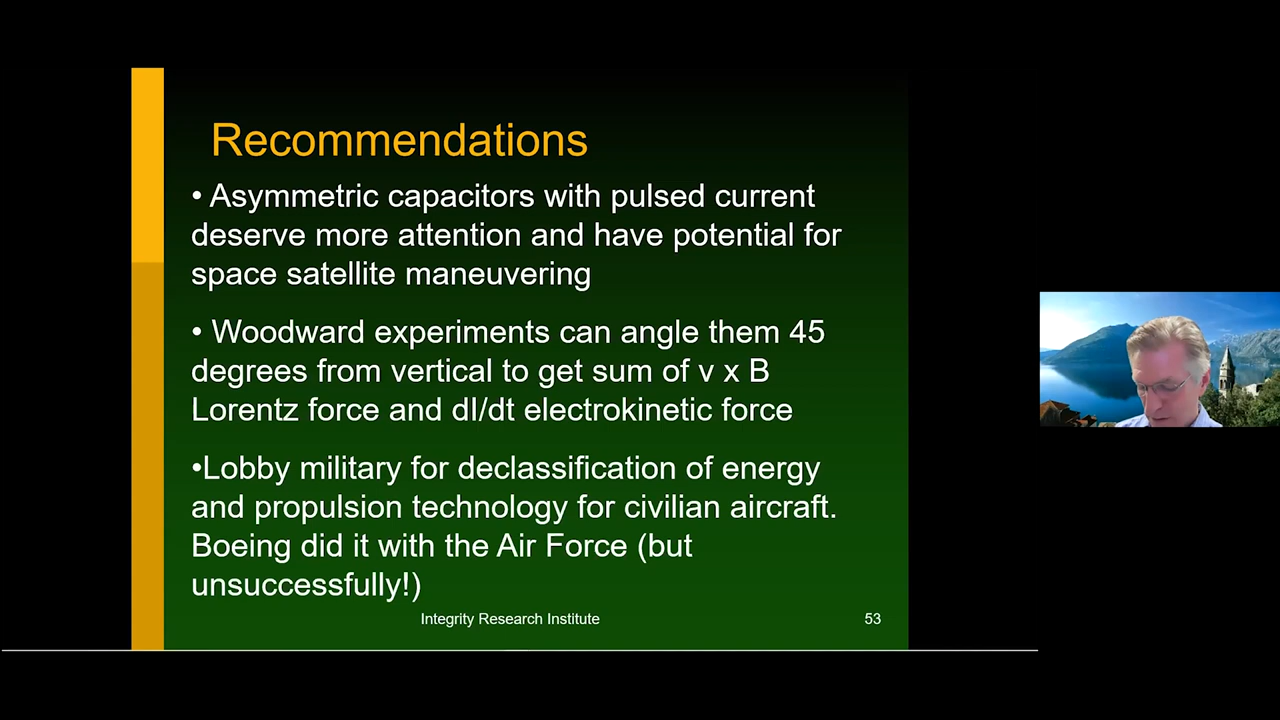 Recommendations
• Asymmetric capacitors with pulsed current
deserve more attention and have potential for
space satellite maneuvering
• Woodward experiments can angle them 45
degrees from vertical to get sum of v x B
Lorentz force and dI/dt electrokinetic force
•Lobby military for declassification of energy
and propulsion technology for civilian aircraft.
Boeing did it with the Air Force (but
unsuccessfully!)
Integrity Research Institute
53